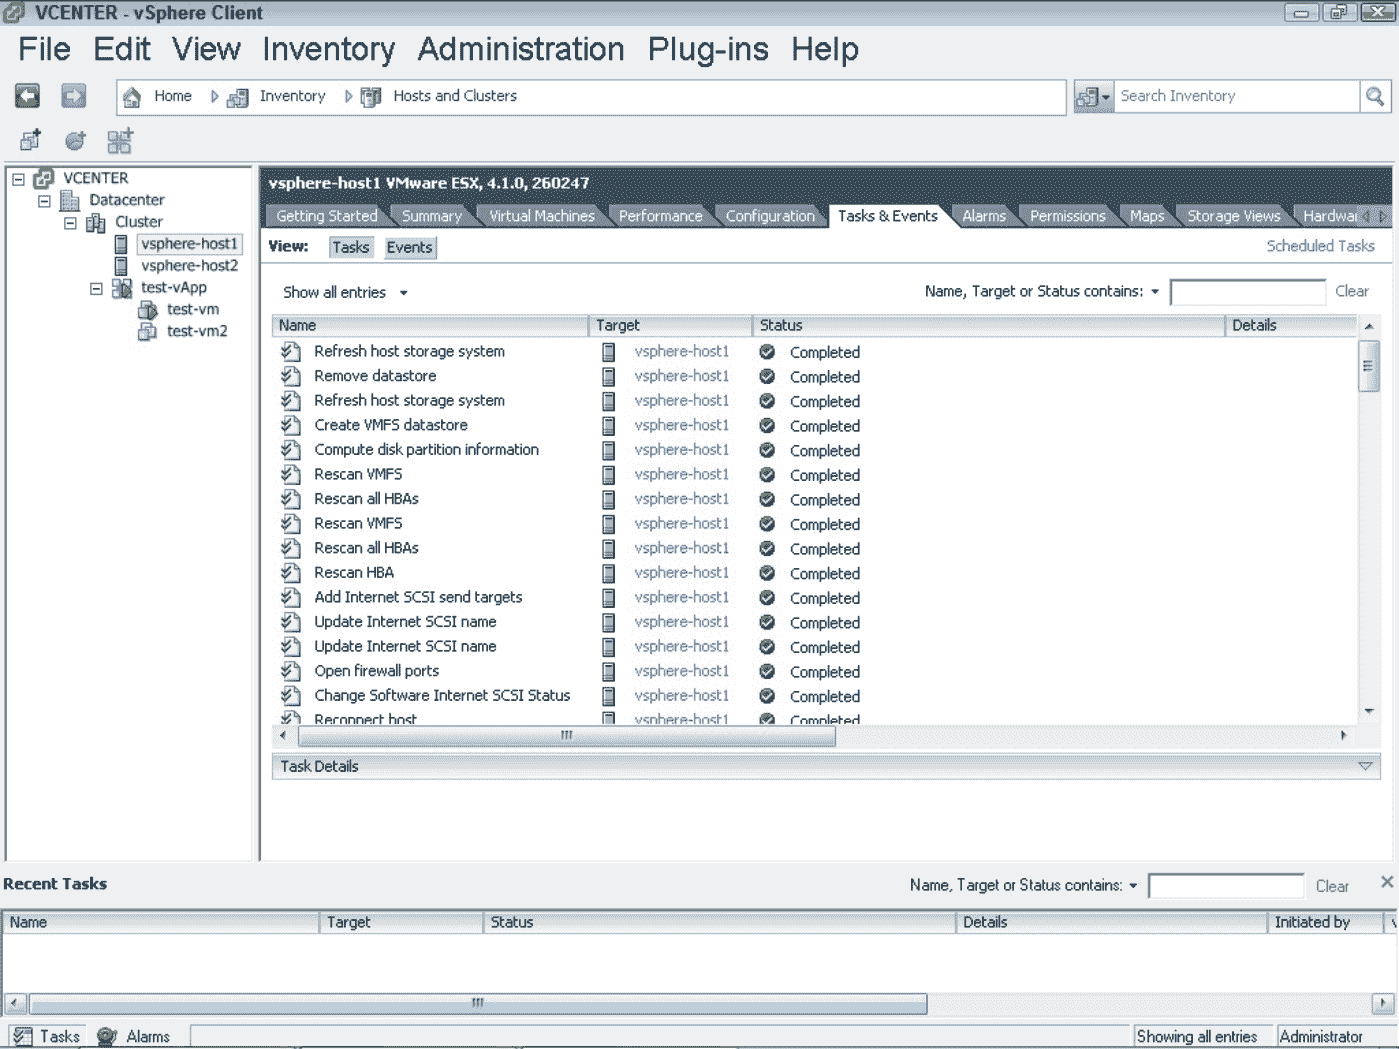 VCENTER - vSphere Client
File Edit View Inventory Administration Plug-ins Help
Home Inventory Hosts and Clusters Search Inventory
VCENTER
Datacenter
Cluster
vsphere-host1
vsphere-host2
test-vApp
test-vm
test-vm2
vsphere-host1 VMware ESX, 4.1.0, 260247
Getting Started Summary Virtual Machines Performance Configuration Tasks & Events Alarms Permissions Maps Storage Views Hardwar
View: Tasks Events Scheduled Tasks
Show all entries Name, Target or Status contains: Clear
Name Target Status Details
Refresh host storage system vsphere-host1 Completed
Remove datastore vsphere-host1 Completed
Refresh host storage system vsphere-host1 Completed
Create VMFS datastore vsphere-host1 Completed
Compute disk partition information vsphere-host1 Completed
Rescan VMFS vsphere-host1 Completed
Rescan all HBAs vsphere-host1 Completed
Rescan VMFS vsphere-host1 Completed
Rescan all HBAs vsphere-host1 Completed
Rescan HBA vsphere-host1 Completed
Add Internet SCSI send targets vsphere-host1 Completed
Update Internet SCSI name vsphere-host1 Completed
Update Internet SCSI name vsphere-host1 Completed
Open firewall ports vsphere-host1 Completed
Change Software Internet SCSI Status vsphere-host1 Completed
Reconnect host vsphere-host1 Completed
Task Details
Recent Tasks Name, Target or Status contains: Clear
Name Target Status Details Initiated by
Tasks Alarms Showing all entries Administrator